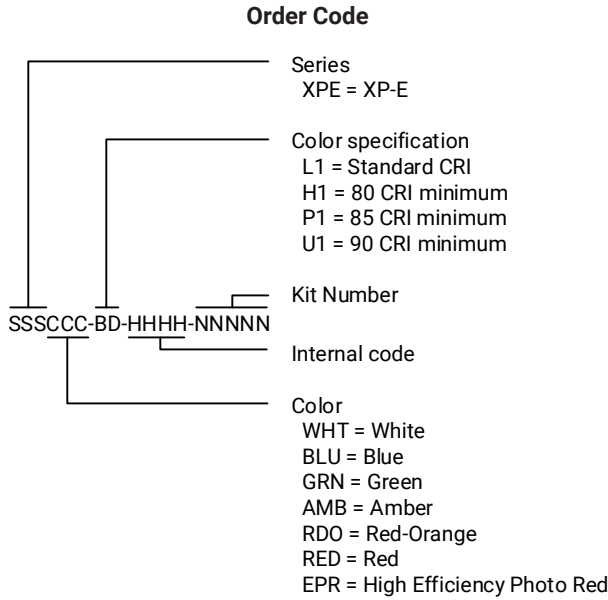 Order Code
Series
XPE = XP-E
Color specification
L1 = Standard CRI
H1 = 80 CRI minimum
P1 = 85 CRI minimum
U1 = 90 CRI minimum
Kit Number
SSSCCC-BD-HHHH-NNNNN
Internal code
Color
WHT = White
BLU = Blue
GRN = Green
AMB = Amber
RDO = Red-Orange
RED = Red
EPR = High Efficiency Photo Red